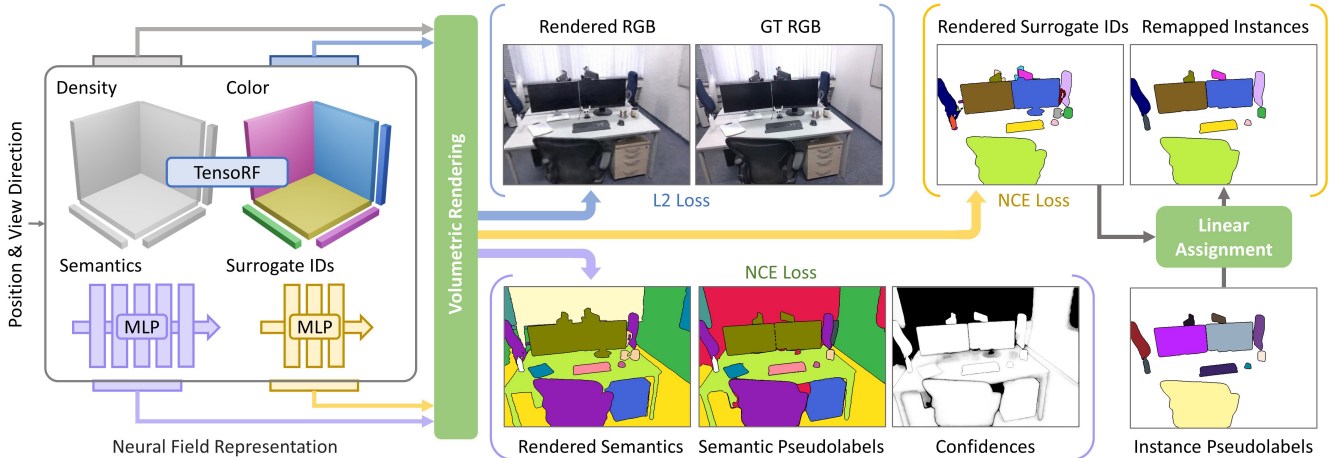 Position & View Direction
Density
Color
TensoRF
Semantics
Surrogate IDs
MLP
MLP
Neural Field Representation
Volumetric Rendering
Rendered RGB
GT RGB
L2 Loss
Rendered Surrogate IDs
Remapped Instances
NCE Loss
Linear
Assignment
NCE Loss
Rendered Semantics
Semantic Pseudolabels
Confidences
Instance Pseudolabels